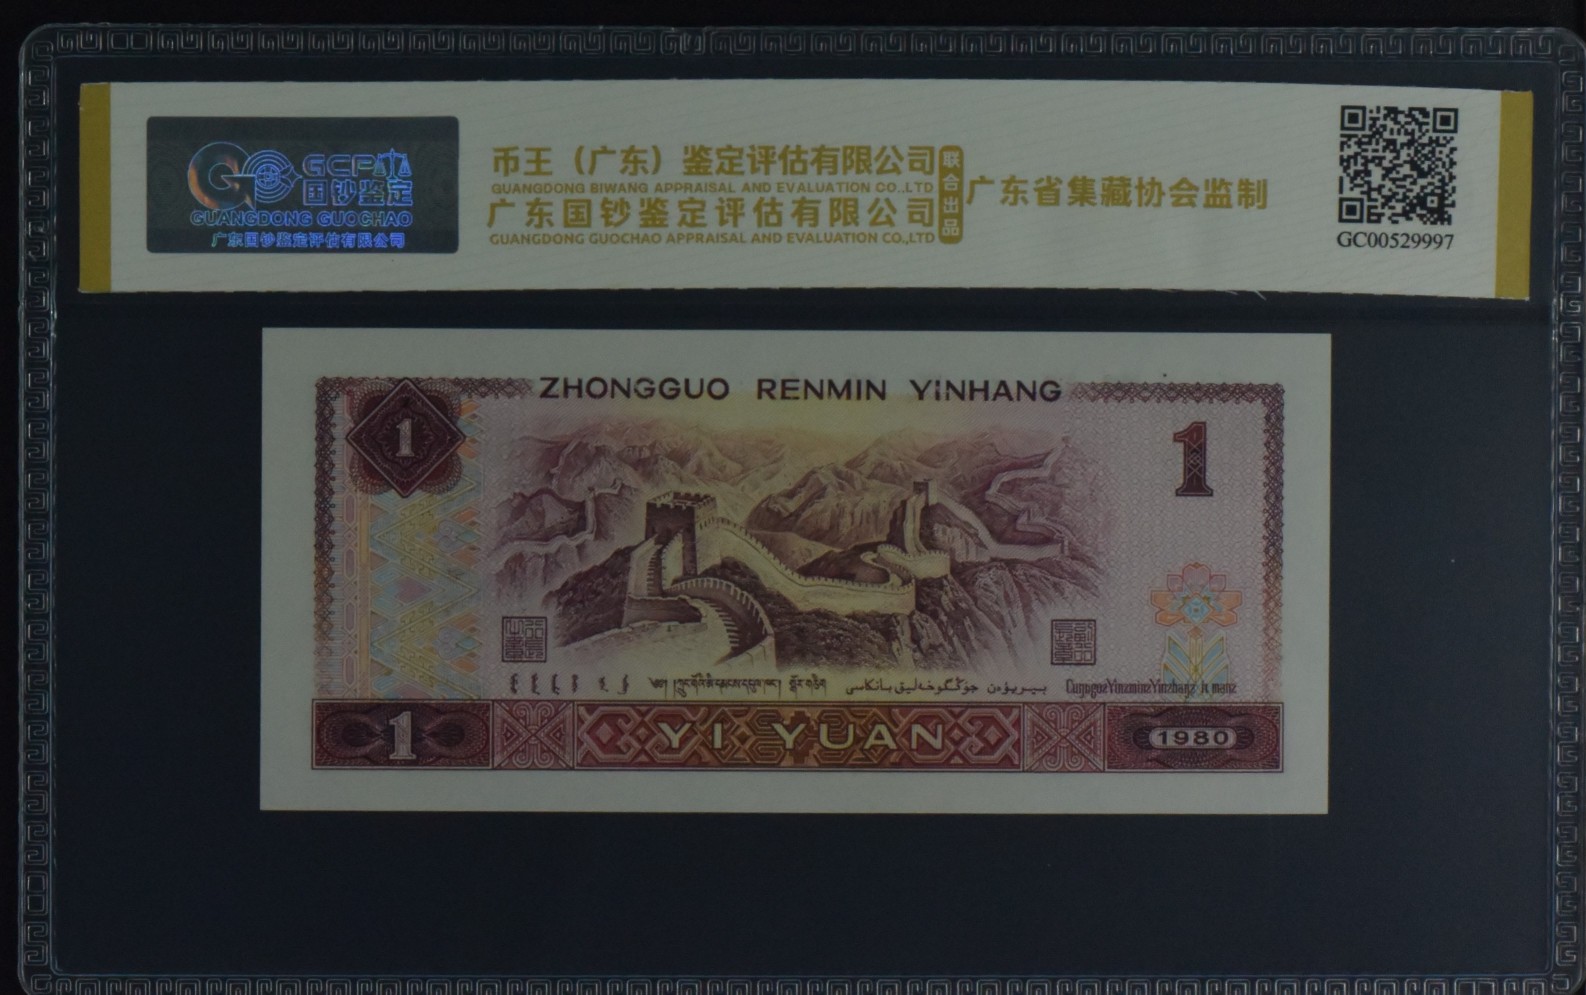 GCPA
国钞鉴定
GUANGDONG GUOCHAO
广东国钞鉴定评估有限公司
币王（广东）鉴定评估有限公司
GUANGDONG BIWANG APPRAISAL AND EVALUATION CO.,LTD
广东国钞鉴定评估有限公司
GUANGDONG GUOCHAO APPRAISAL AND EVALUATION CO.,LTD
联合出品
广东省集藏协会监制
GC00529997
ZHONGGUO RENMIN YINHANG
1
1
جۇڭگوخەلىق بانكىسى بىريۈەن
1
YI YUAN
1980